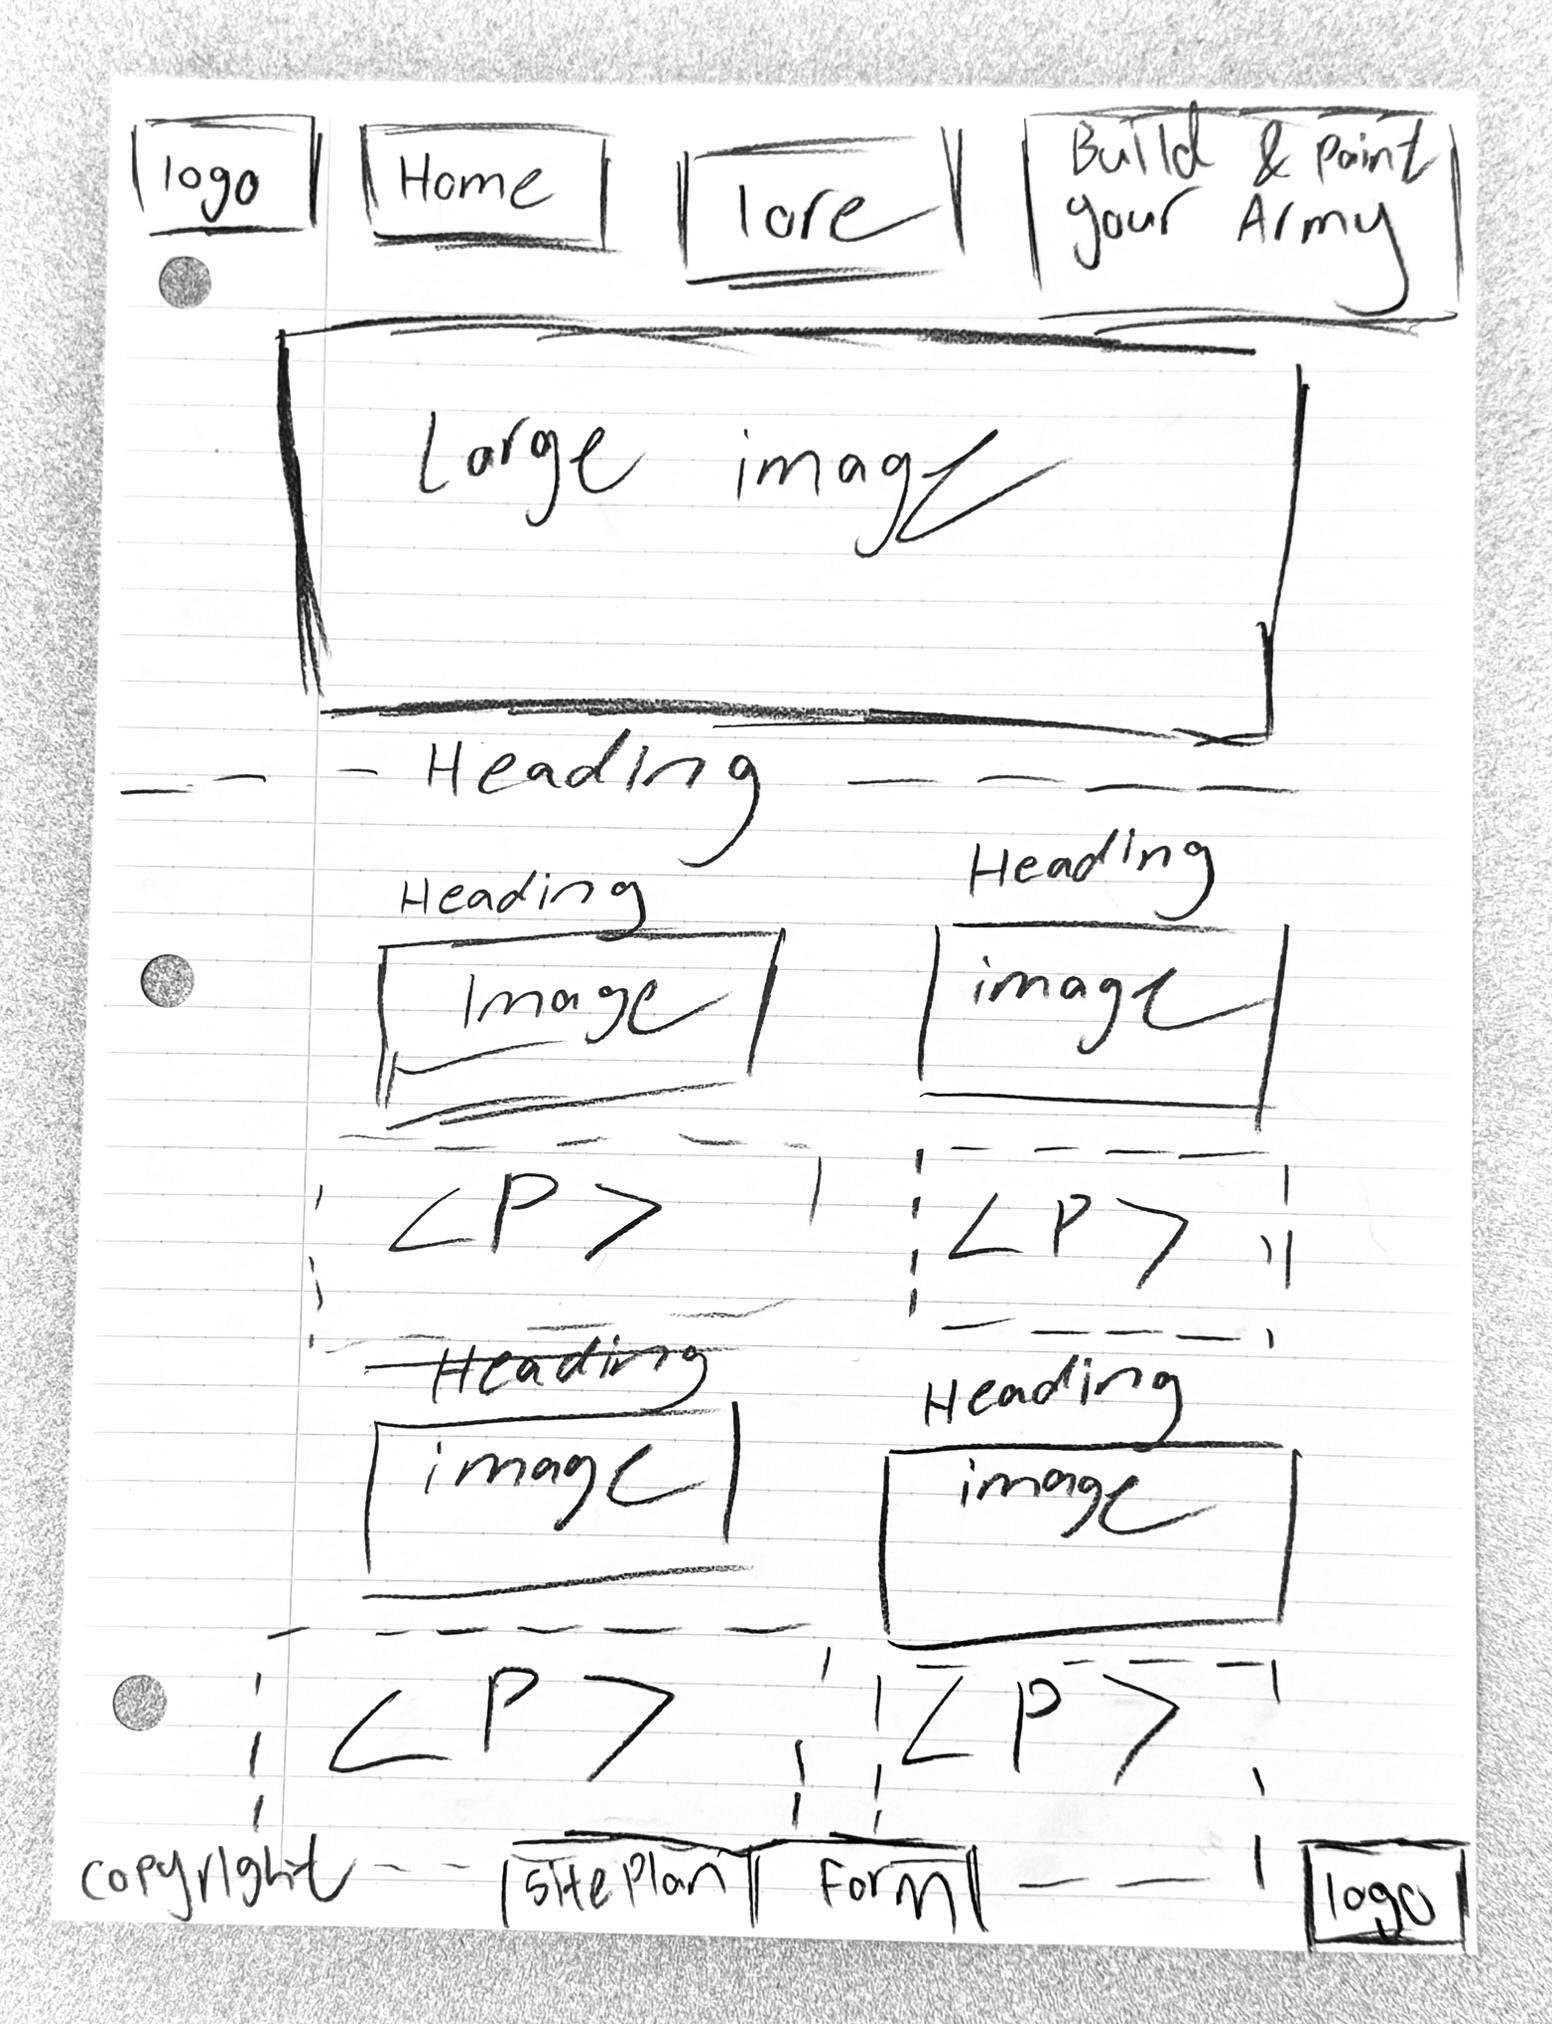 logo Home lore Build & Paint
your Army
Large image
Heading
Heading Heading
Image image
<P> <P>
Heading Heading
image image
<P> <P>
copyright site Plan Form logo